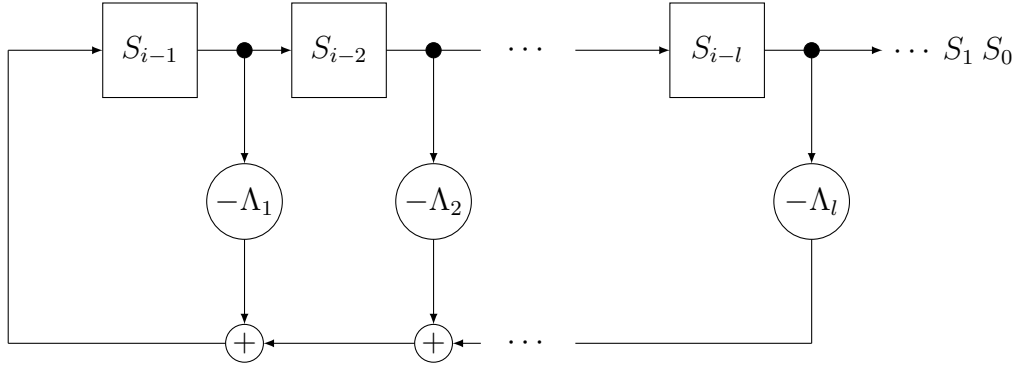 S_{i-1} S_{i-2} ⋯ S_{i-l} ⋯ S_1 S_0
-Λ_1 -Λ_2 -Λ_l
+ + ⋯